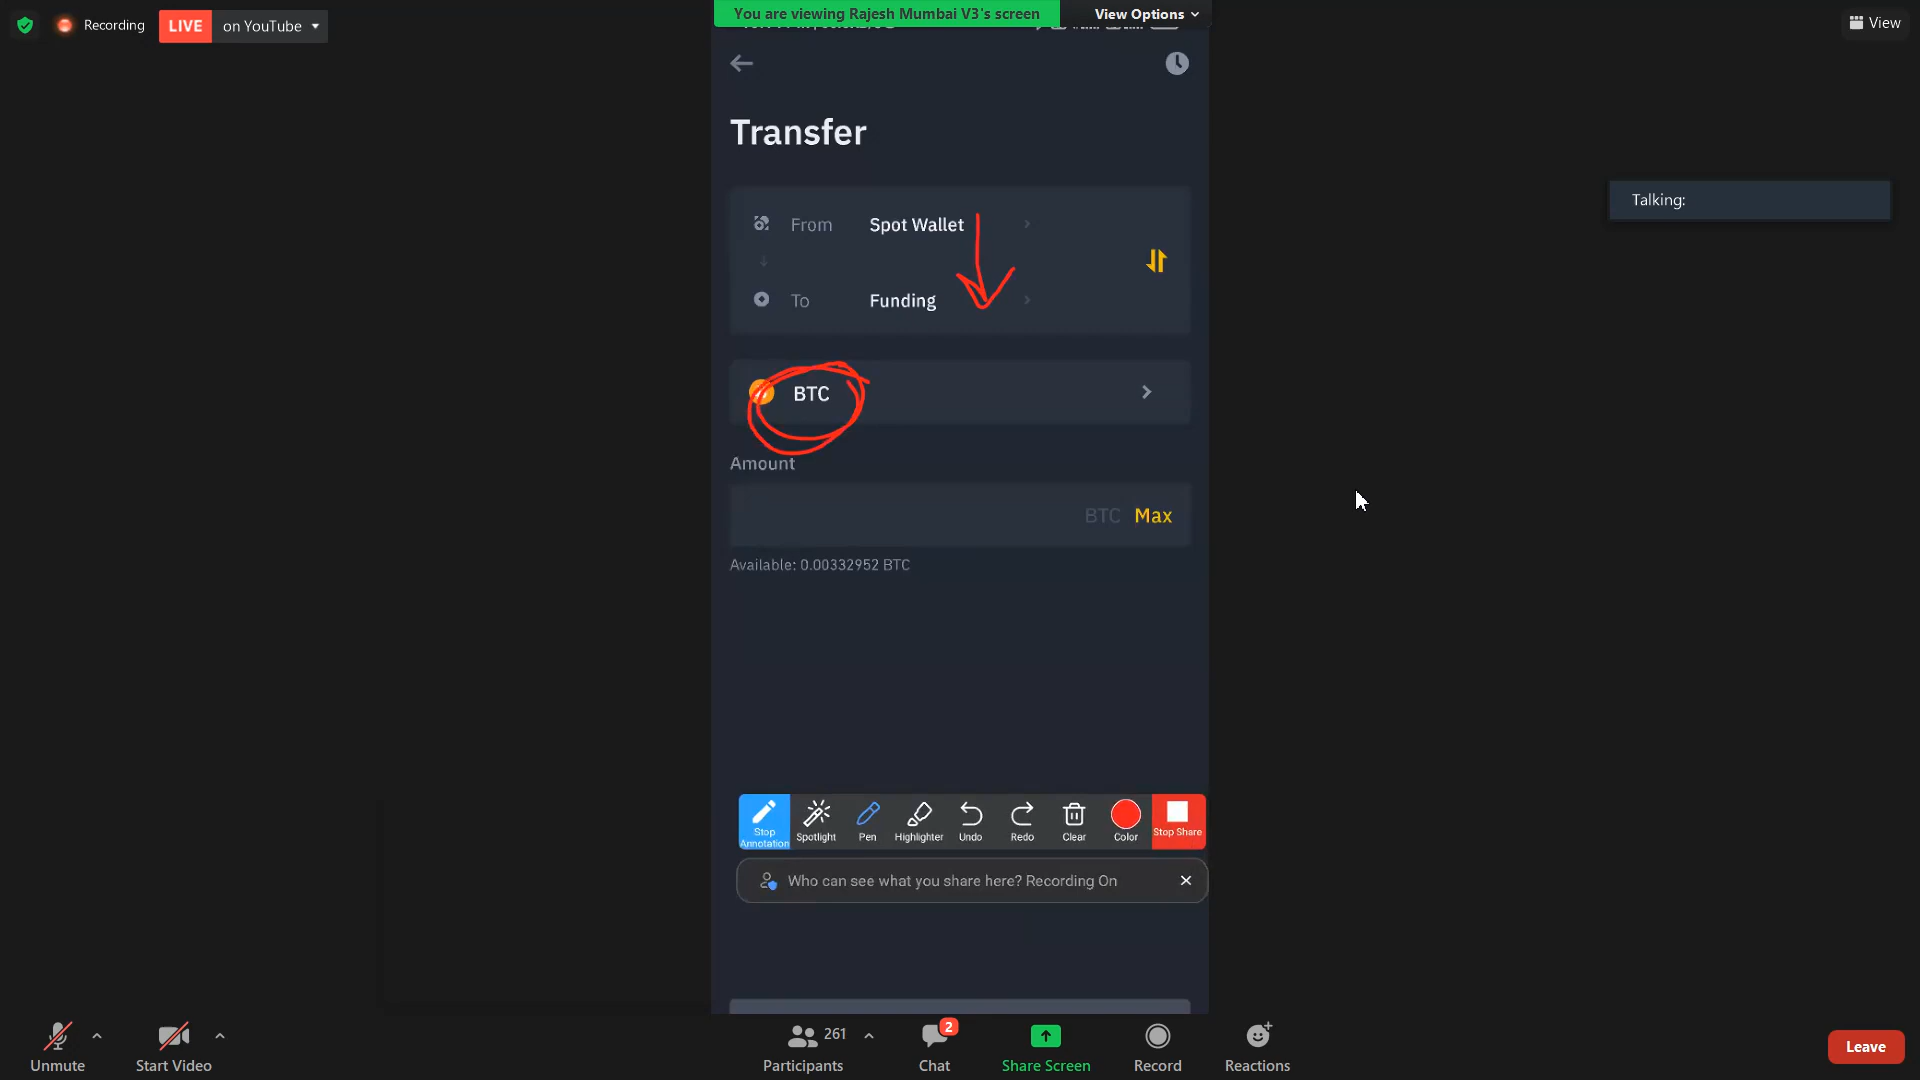 You are viewing Rajesh Mumbai V3's screen
View Options
Recording
LIVE on YouTube
View
Transfer
Talking:
From Spot Wallet
To Funding
BTC
Amount
BTC Max
Available: 0.00332952 BTC
Stop Annotation
Spotlight
Pen
Highlighter
Undo
Redo
Clear
Color
Stop Share
Who can see what you share here? Recording On
Unmute
Start Video
261
Participants
2
Chat
Share Screen
Record
Reactions
Leave